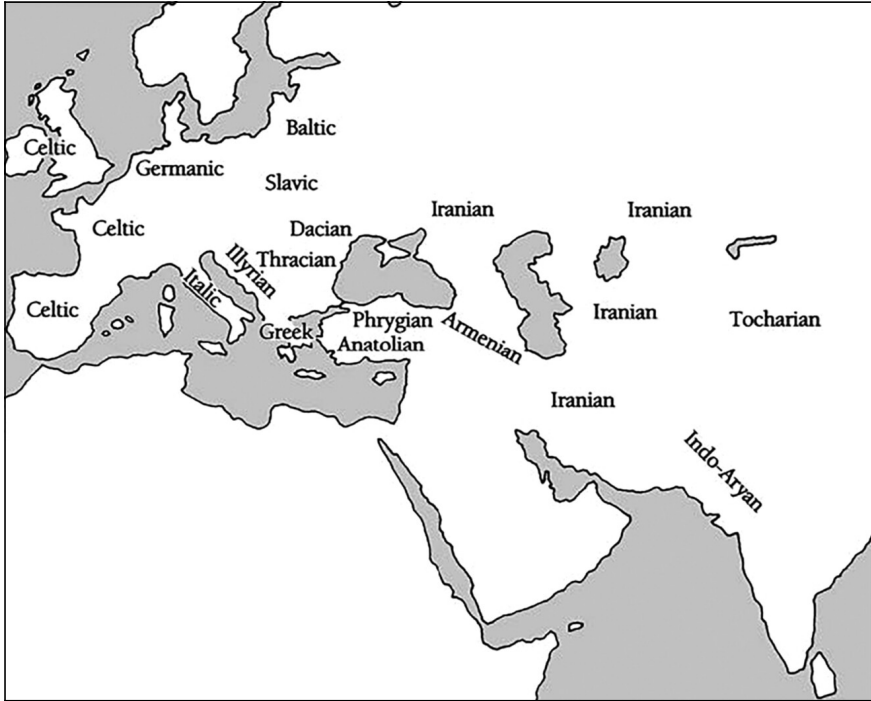 Baltic
Celtic
Germanic
Slavic
Iranian
Iranian
Celtic
Dacian
Illyrian
Thracian
Italic
Celtic
Greek
Phrygian
Anatolian
Armenian
Iranian
Tocharian
Iranian
Indo-Aryan